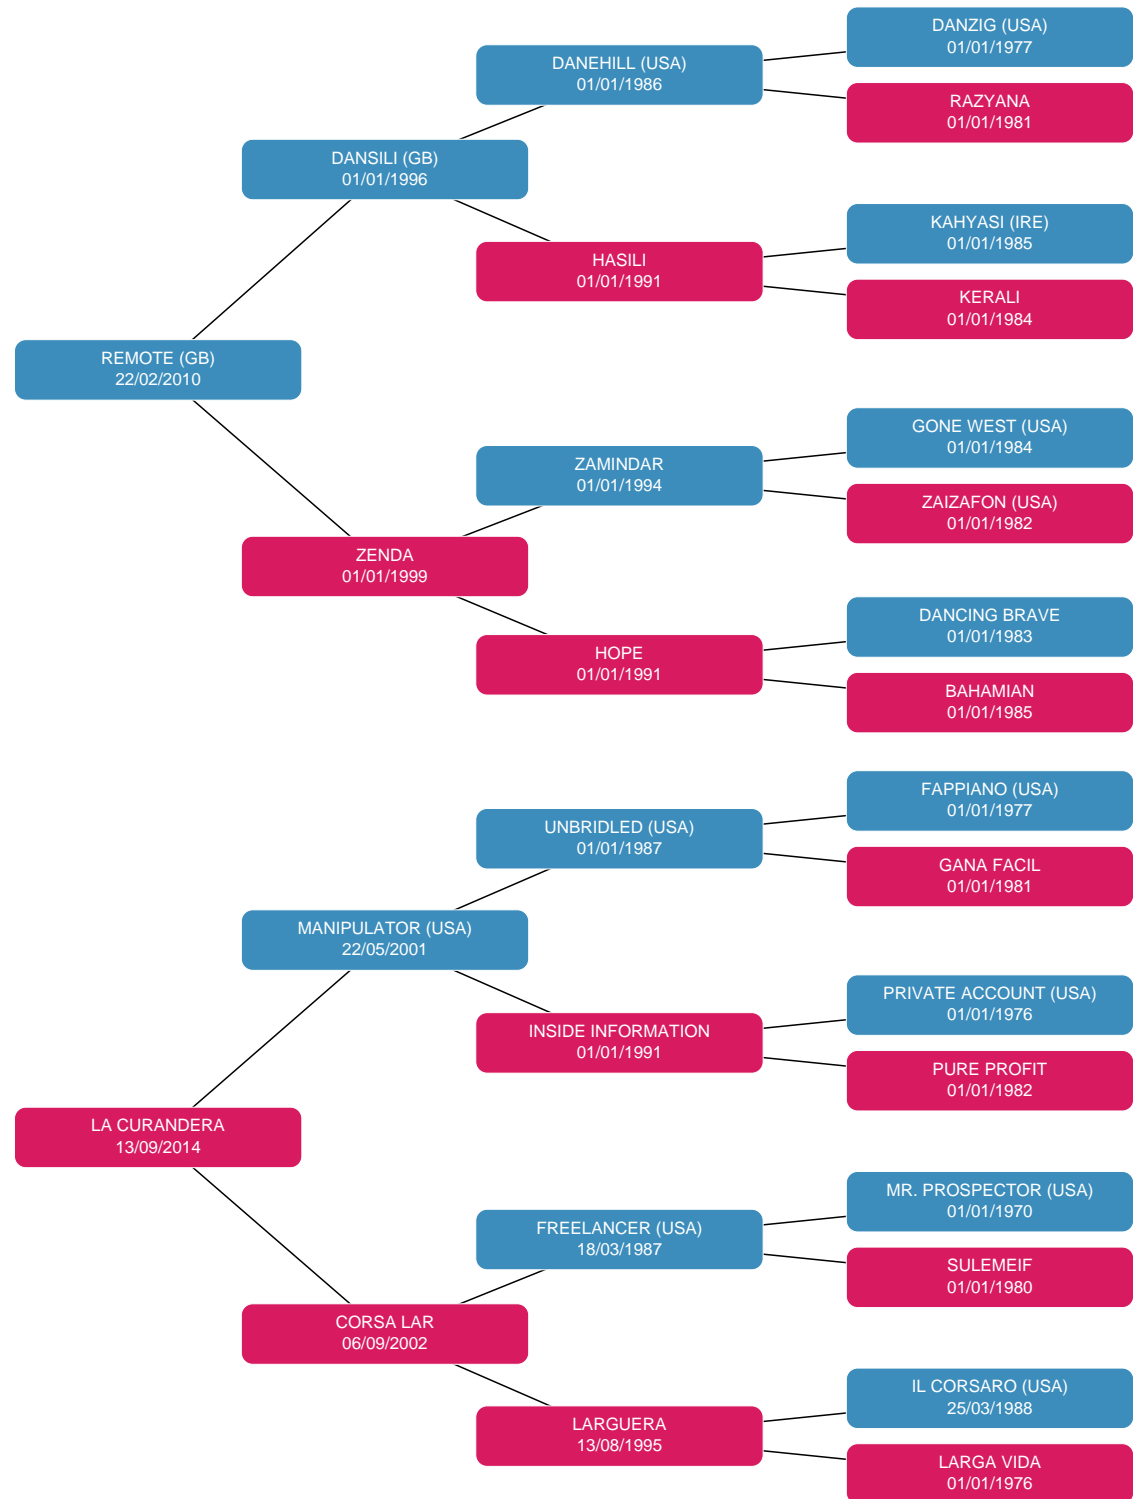 DANZIG (USA)
01/01/1977
DANEHILL (USA)
01/01/1986
RAZYANA
01/01/1981
DANSILI (GB)
01/01/1996
KAHYASI (IRE)
01/01/1985
HASILI
01/01/1991
KERALI
01/01/1984
REMOTE (GB)
22/02/2010
GONE WEST (USA)
01/01/1984
ZAMINDAR
01/01/1994
ZAIZAFON (USA)
01/01/1982
ZENDA
01/01/1999
DANCING BRAVE
01/01/1983
HOPE
01/01/1991
BAHAMIAN
01/01/1985
FAPPIANO (USA)
01/01/1977
UNBRIDLED (USA)
01/01/1987
GANA FACIL
01/01/1981
MANIPULATOR (USA)
22/05/2001
PRIVATE ACCOUNT (USA)
01/01/1976
INSIDE INFORMATION
01/01/1991
PURE PROFIT
01/01/1982
LA CURANDERA
13/09/2014
MR. PROSPECTOR (USA)
01/01/1970
FREELANCER (USA)
18/03/1987
SULEMEIF
01/01/1980
CORSA LAR
06/09/2002
IL CORSARO (USA)
25/03/1988
LARGUERA
13/08/1995
LARGA VIDA
01/01/1976